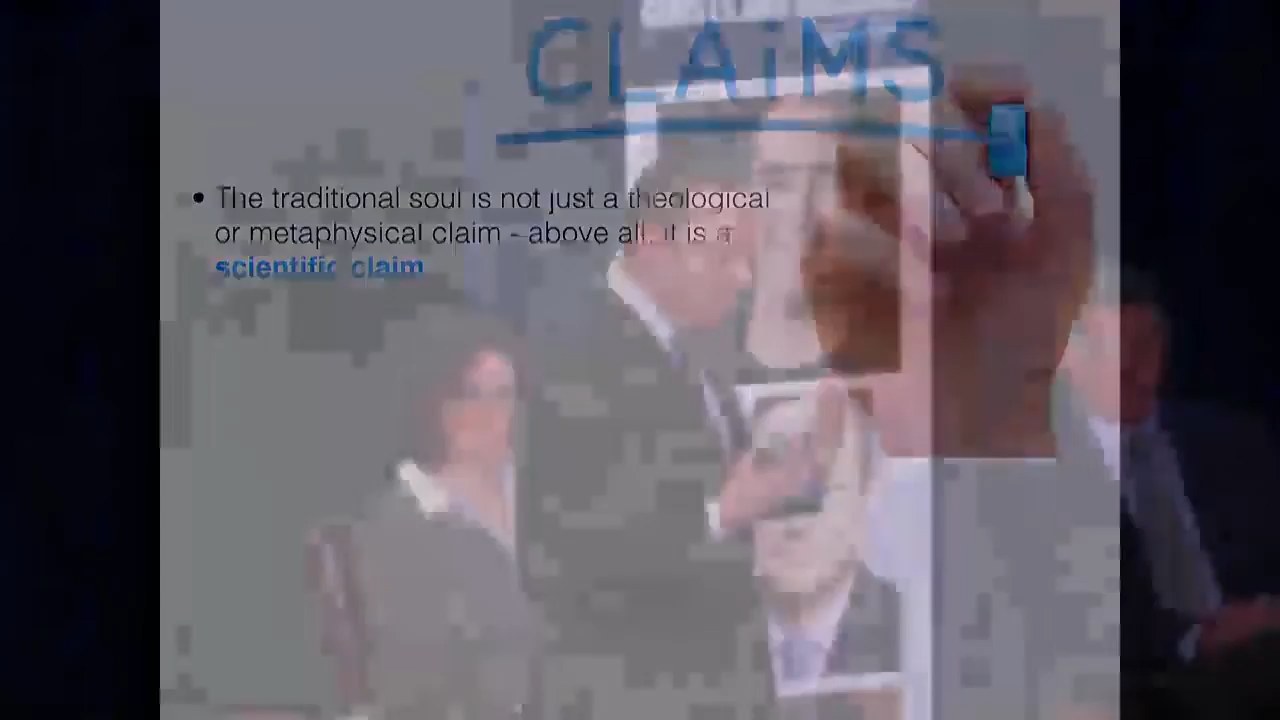 CLAiMS
• The traditional soul is not just a theological
or metaphysical claim - above all, it is a
scientific claim